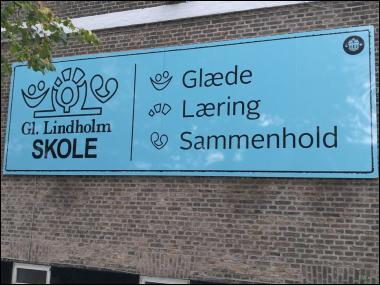 Gl. Lindholm
SKOLE
Glæde
Læring
Sammenhold